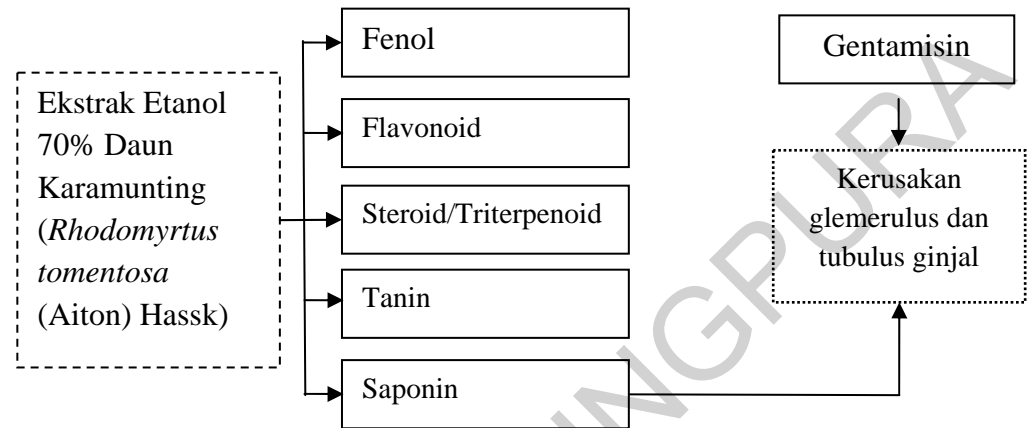 Ekstrak Etanol
70% Daun
Karamunting
(Rhodomyrtus
tomentosa
(Aiton) Hassk)
Fenol
Flavonoid
Steroid/Triterpenoid
Tanin
Saponin
Gentamisin
Kerusakan
glemerulus dan
tubulus ginjal
NGPURA